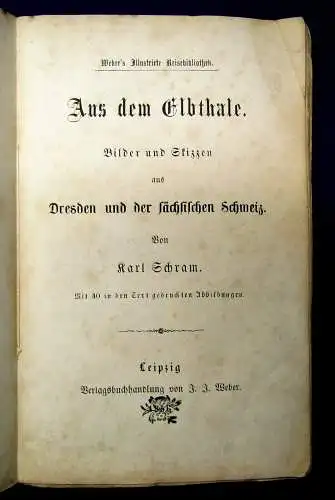 Weber's Illustrirte Reisebibliothek.
Aus dem Elbthale.
Bilder und Skizzen
aus
Dresden und der sächsischen Schweiz.
Von
Karl Schram.
Mit 40 in den Text gedruckten Abbildungen.
Leipzig
Verlagsbuchhandlung von J. J. Weber.